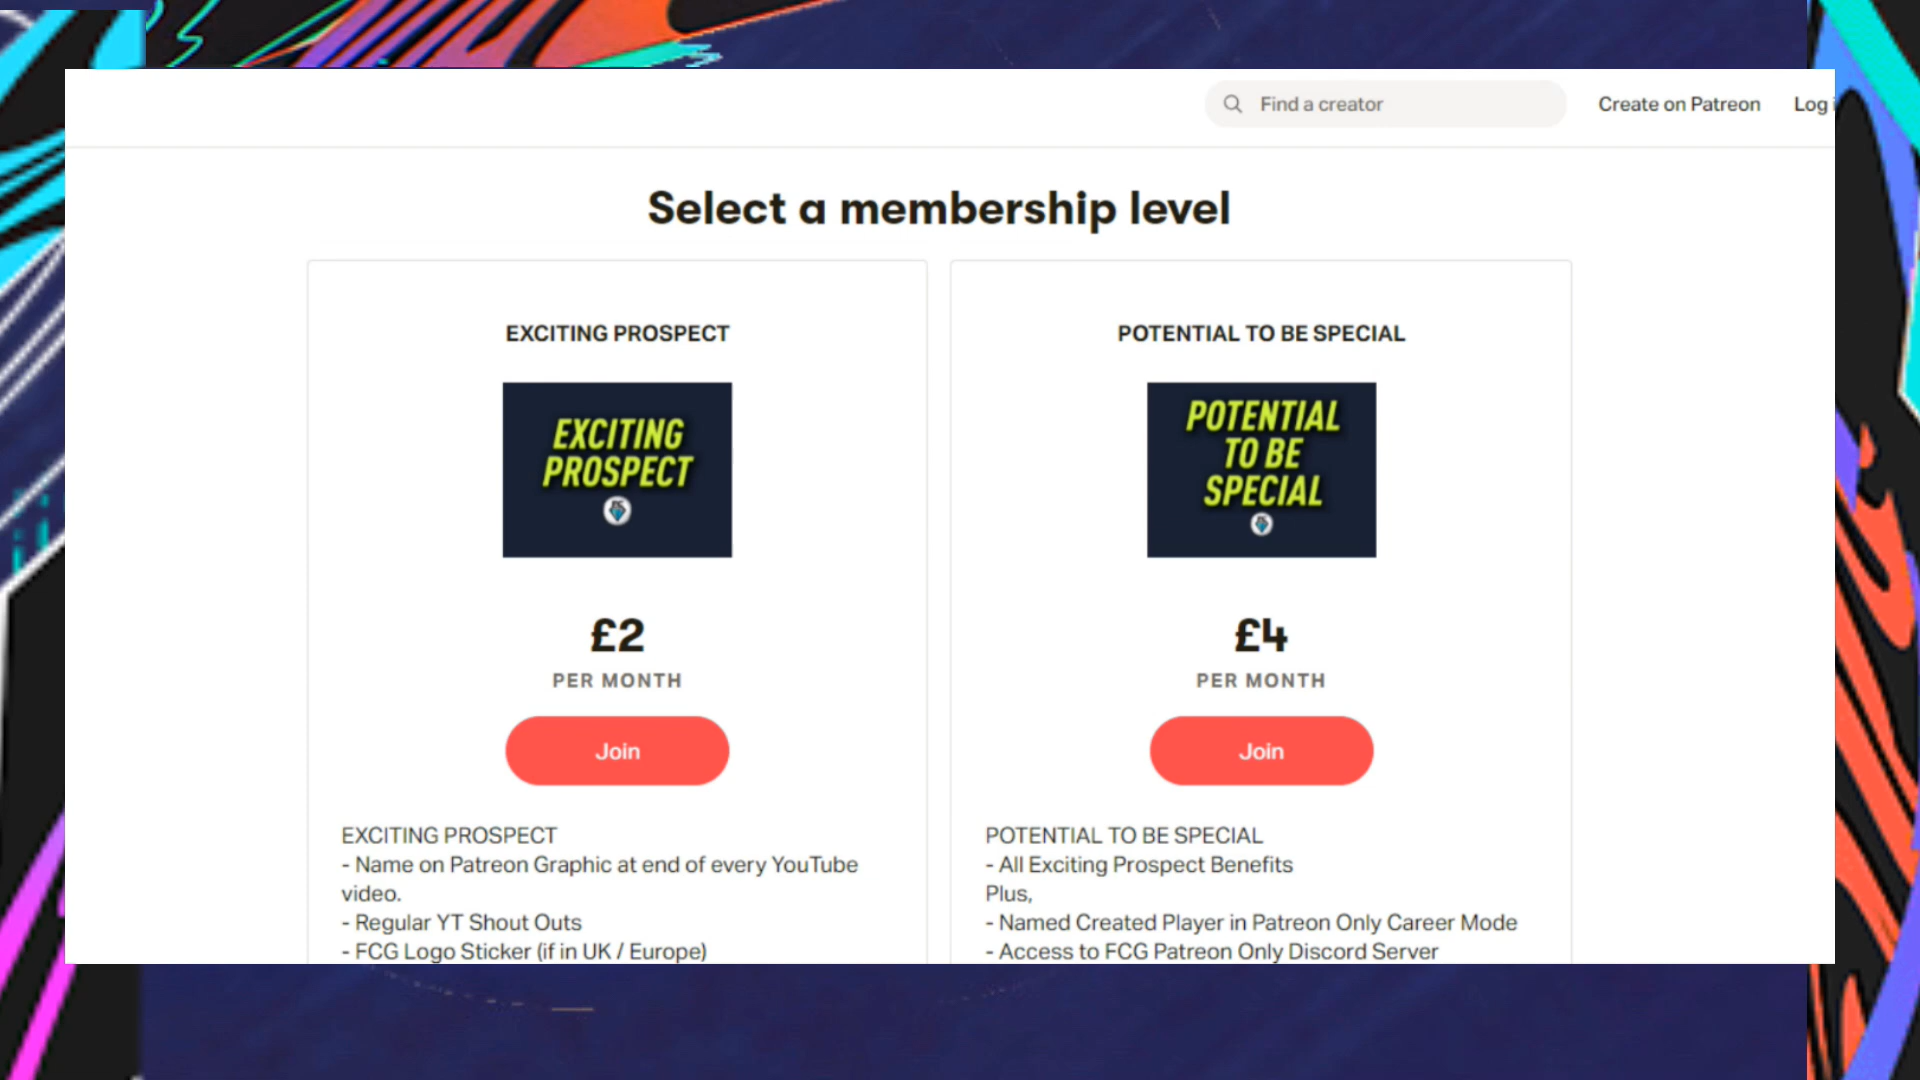 Find a creator
Create on Patreon
Log
Select a membership level
EXCITING PROSPECT
EXCITING
PROSPECT
£2
PER MONTH
Join
EXCITING PROSPECT
- Name on Patreon Graphic at end of every YouTube
video.
- Regular YT Shout Outs
- FCG Logo Sticker (if in UK / Europe)
POTENTIAL TO BE SPECIAL
POTENTIAL
TO BE
SPECIAL
£4
PER MONTH
Join
POTENTIAL TO BE SPECIAL
- All Exciting Prospect Benefits
Plus,
- Named Created Player in Patreon Only Career Mode
- Access to FCG Patreon Only Discord Server